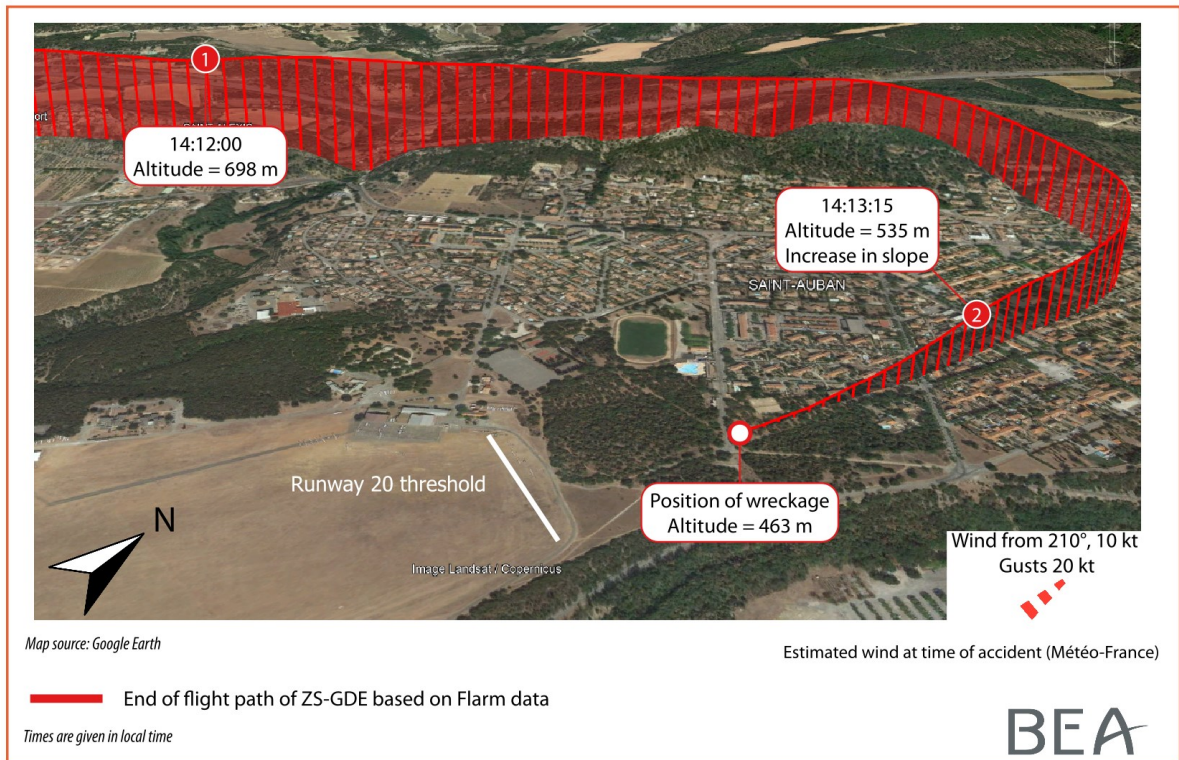 1
ort
SAINT-ALEXIS
14:12:00
Altitude = 698 m
14:13:15
Altitude = 535 m
Increase in slope
SAINT-AUBAN
2
Runway 20 threshold
Position of wreckage
Altitude = 463 m
N
Wind from 210°, 10 kt
Gusts 20 kt
Image Landsat / Copernicus
Map source: Google Earth
Estimated wind at time of accident (Météo-France)
End of flight path of ZS-GDE based on Flarm data
Times are given in local time
BEA